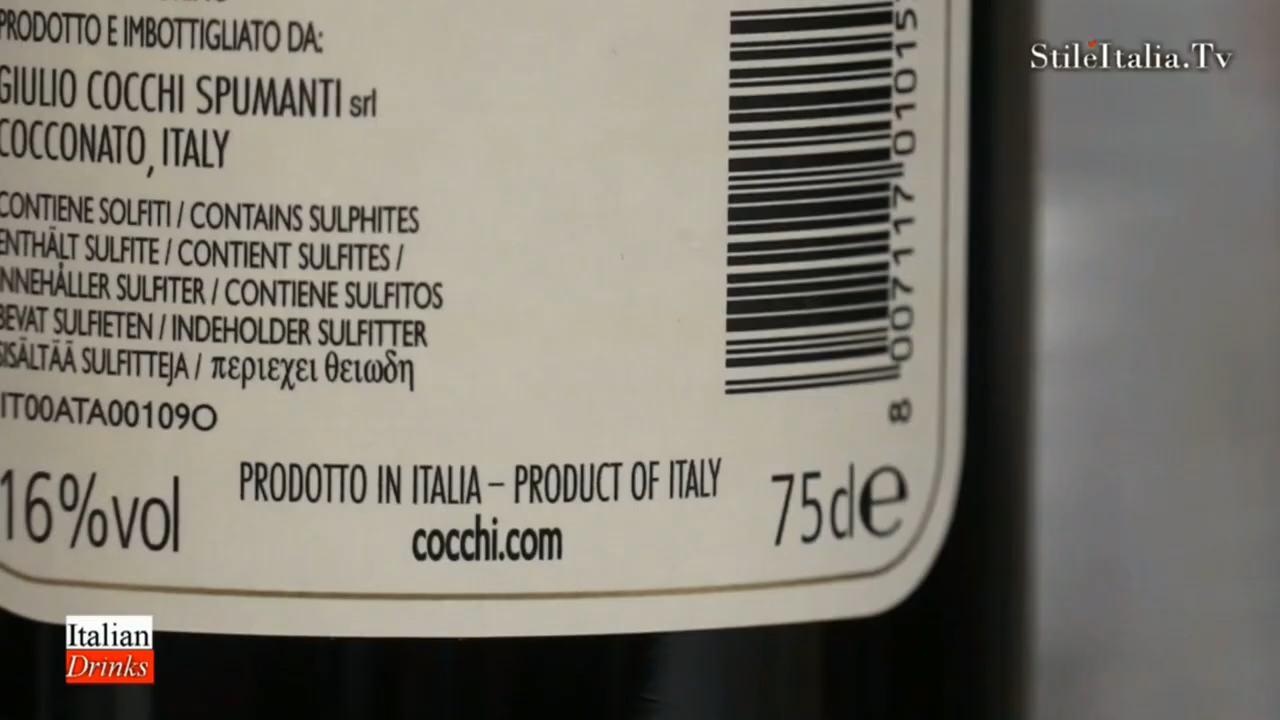 PRODOTTO E IMBOTTIGLIATO DA:
GIULIO COCCHI SPUMANTI srl
COCCONATO, ITALY
CONTIENE SOLFITI / CONTAINS SULPHITES
ENTHÄLT SULFITE / CONTIENT SULFITES /
INNEHÅLLER SULFITER / CONTIENE SULFITOS
BEVAT SULFIETEN / INDEHOLDER SULFITTER
SISÄLTÄÄ SULFITTEJA / περιεχει θειωδη
IT00ATA00109O
16%vol
PRODOTTO IN ITALIA – PRODUCT OF ITALY
cocchi.com
75cl e
8 007117 01015
StileItalia.Tv
Italian
Drinks